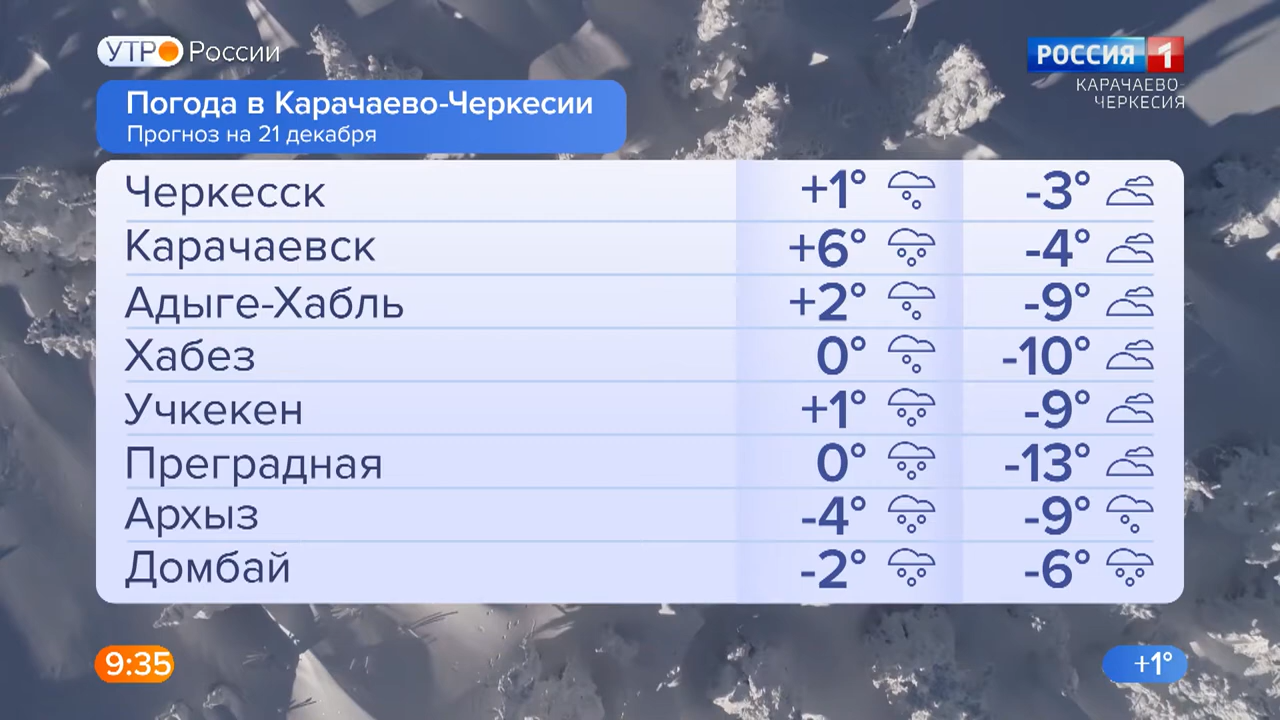 УТРО России
РОССИЯ 1
КАРАЧАЕВО-
ЧЕРКЕСИЯ
Погода в Карачаево-Черкесии
Прогноз на 21 декабря
Черкесск +1° -3°
Карачаевск +6° -4°
Адыге-Хабль +2° -9°
Хабез 0° -10°
Учкекен +1° -9°
Преградная 0° -13°
Архыз -4° -9°
Домбай -2° -6°
9:35 +1°